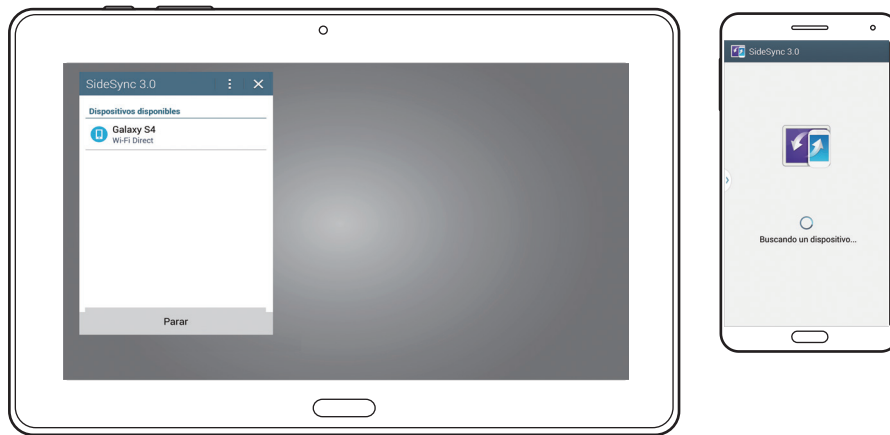 SideSync 3.0
Dispositivos disponibles
Galaxy S4
Wi-Fi Direct
Parar
SideSync 3.0
Buscando un dispositivo...